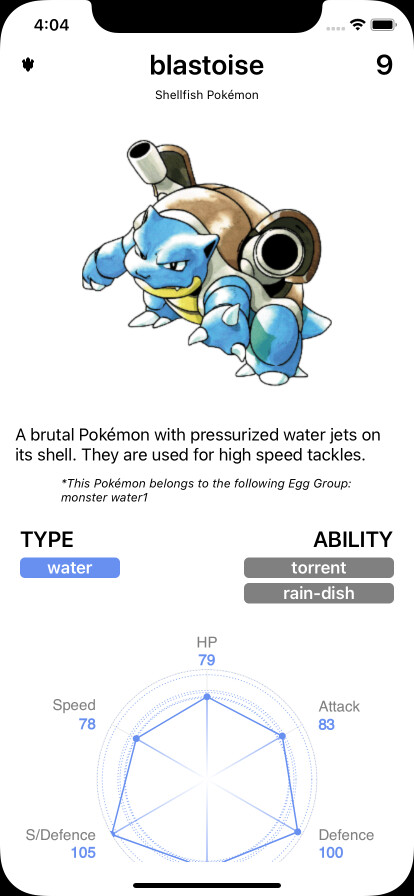 4:04
blastoise
9
Shellfish Pokémon
A brutal Pokémon with pressurized water jets on
its shell. They are used for high speed tackles.
*This Pokémon belongs to the following Egg Group:
monster water1
TYPE
ABILITY
water
torrent
rain-dish
HP
79
Speed
78
Attack
83
S/Defence
105
Defence
100